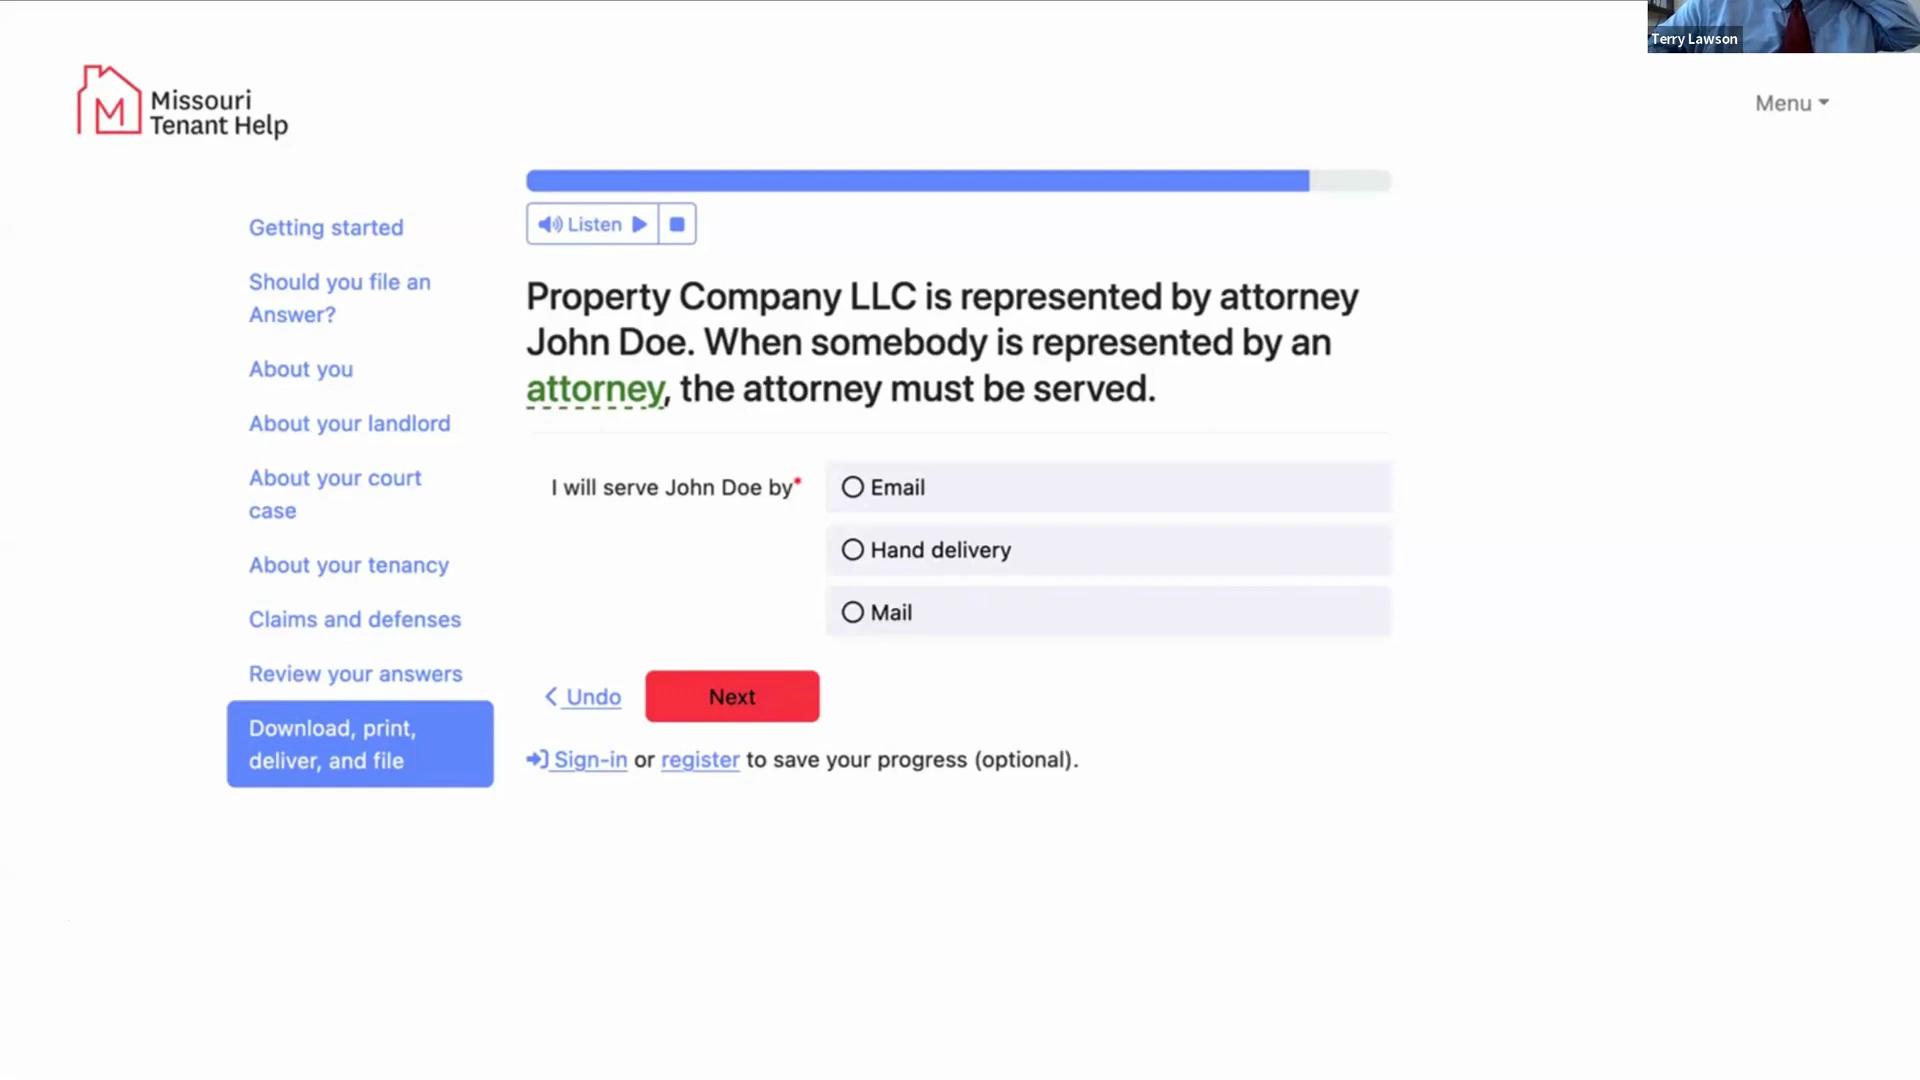 Terry Lawson
Missouri
Tenant Help
Menu
Getting started
Should you file an
Answer?
About you
About your landlord
About your court
case
About your tenancy
Claims and defenses
Review your answers
Download, print,
deliver, and file
Listen
Property Company LLC is represented by attorney
John Doe. When somebody is represented by an
attorney, the attorney must be served.
I will serve John Doe by*
Email
Hand delivery
Mail
Undo
Next
Sign-in or register to save your progress (optional).